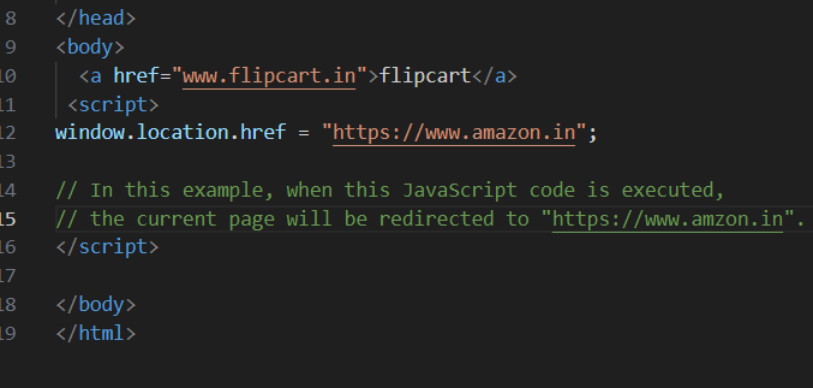 8 </head>
9 <body>
10 <a href="www.flipcart.in">flipcart</a>
11 <script>
12 window.location.href = "https://www.amazon.in";
13
14 // In this example, when this JavaScript code is executed,
15 // the current page will be redirected to "https://www.amzon.in".
16 </script>
17
18 </body>
19 </html>